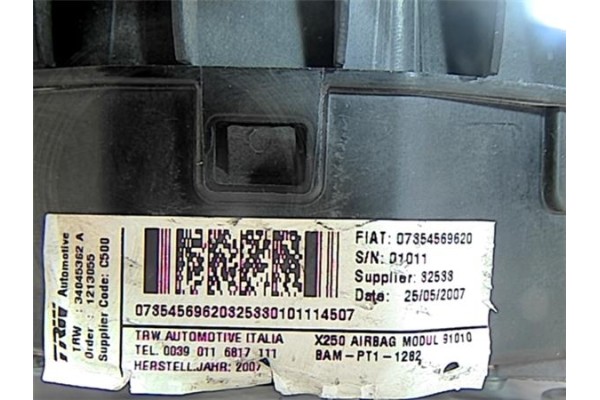 TRW Automotive
TRW : 34045362 A
Order : 1213055
Supplier Code: C500
FIAT: 07354569620
S/N: 01011
Supplier: 32533
Date: 25/05/2007
07354569620325330101114507
TRW AUTOMOTIVE ITALIA
TEL. 0039 011 6817 111
HERSTELL.JAHR: 2007
X250 AIRBAG MODUL 91010
BAM-PT1-1262